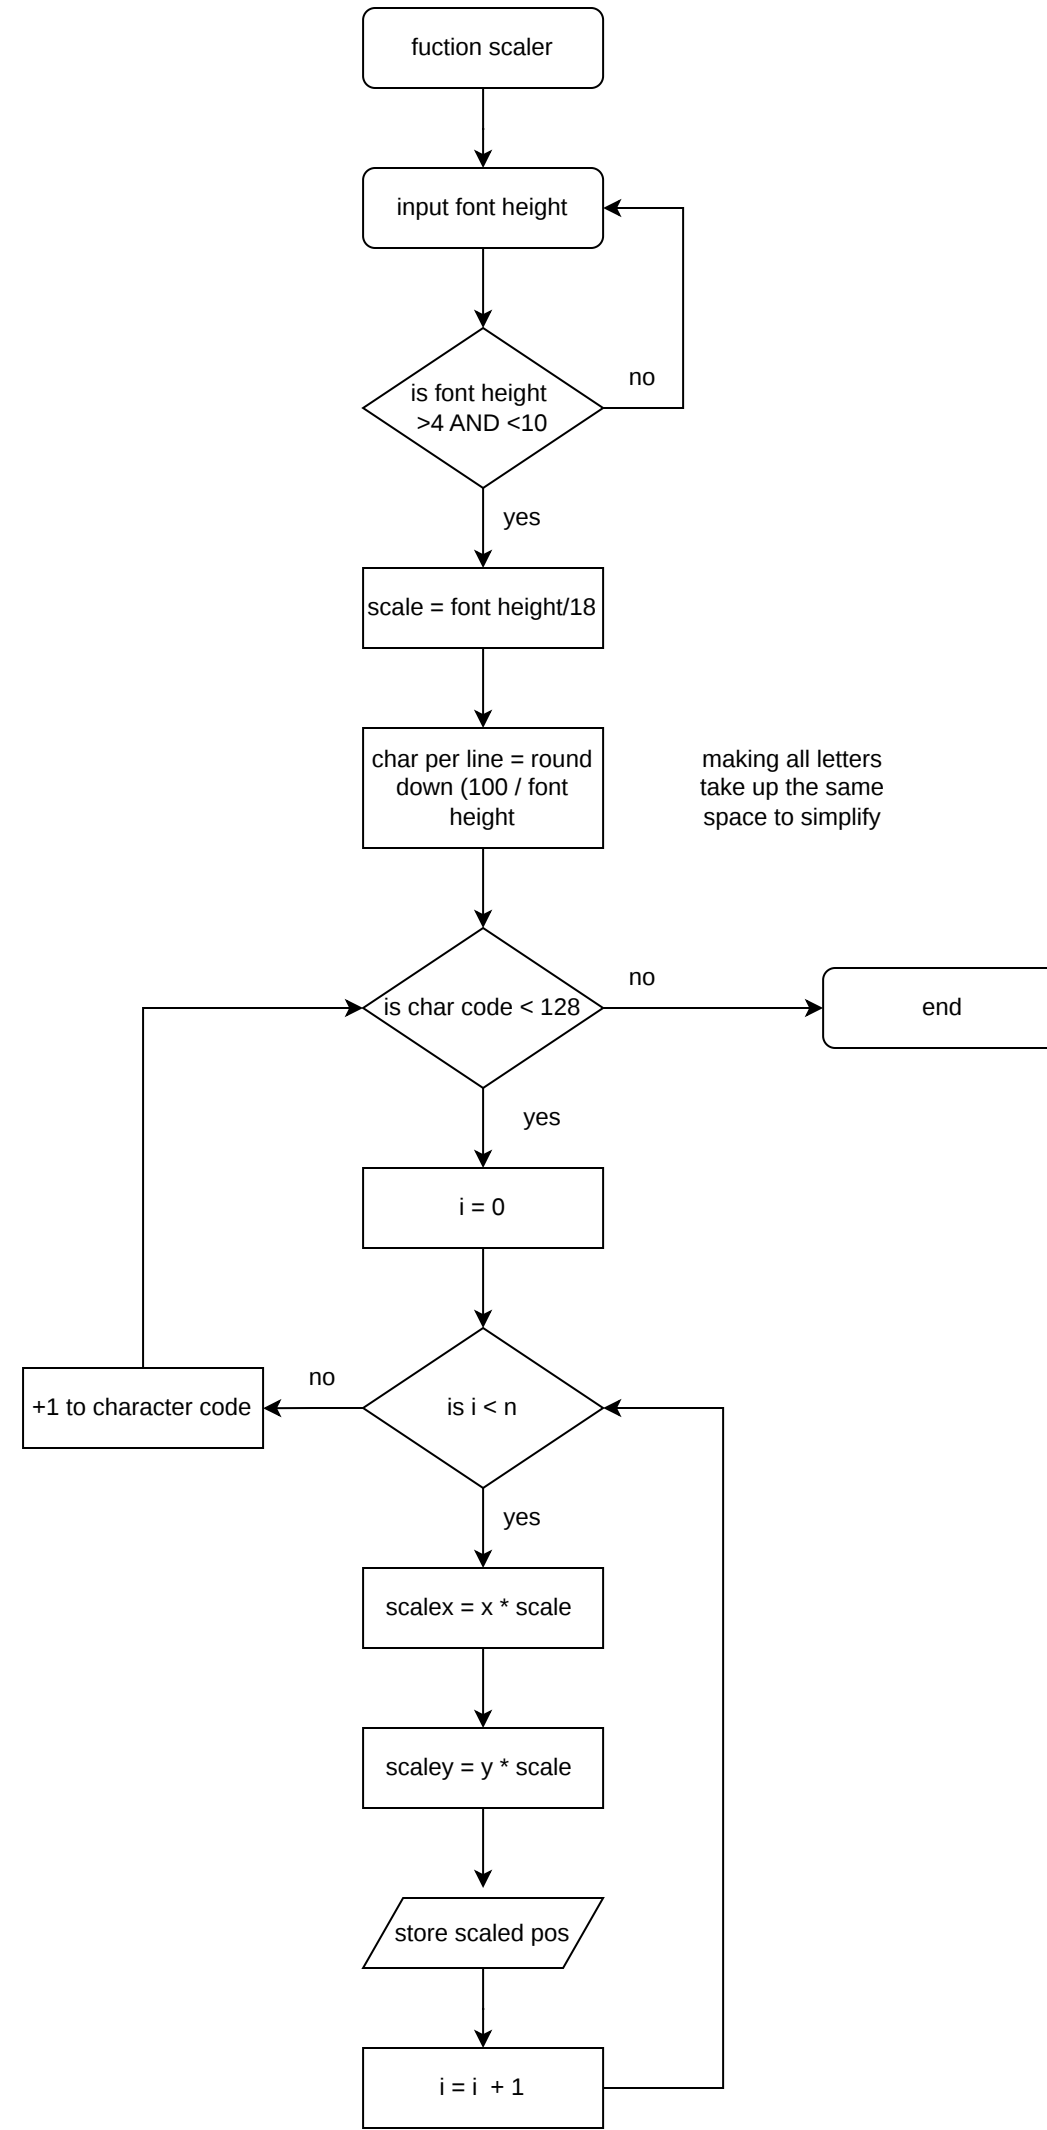 fuction scaler
input font height
is font height
>4 AND <10
no
yes
scale = font height/18
char per line = round
down (100 / font
height
making all letters
take up the same
space to simplify
is char code < 128
no
end
yes
i = 0
is i < n
no
+1 to character code
yes
scalex = x * scale
scaley = y * scale
store scaled pos
i = i  + 1